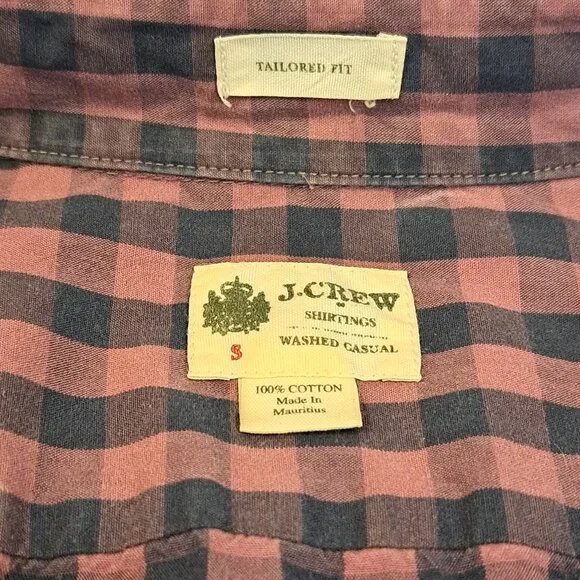 TAILORED FIT
J.CREW
SHIRTINGS
WASHED CASUAL
S
100% COTTON
Made In
Mauritius